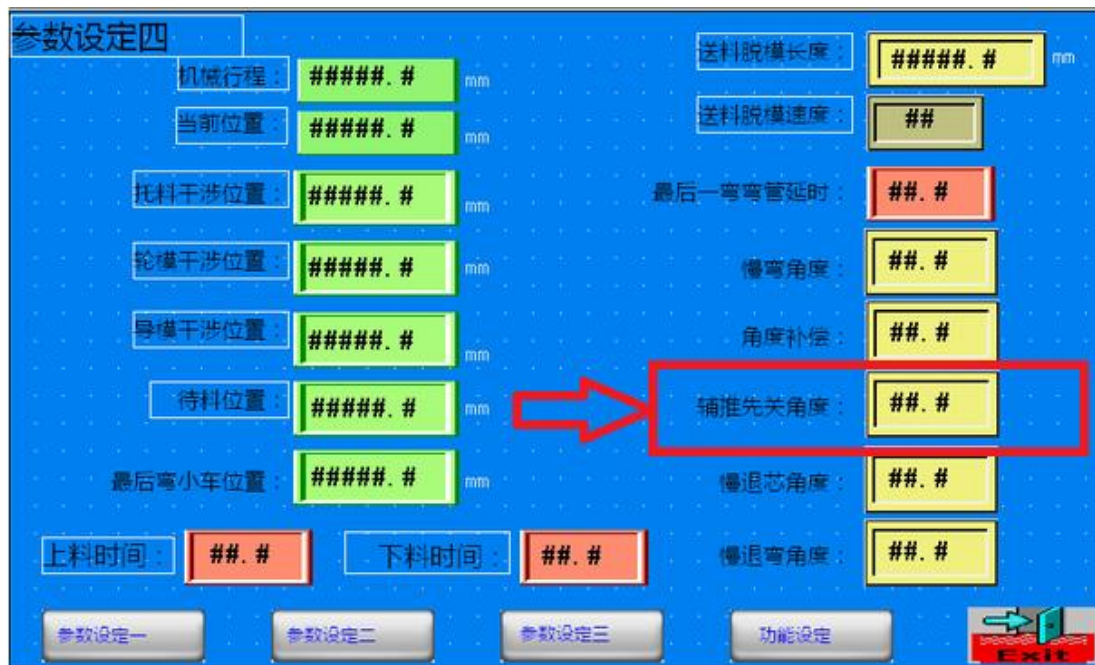 参数设定四
机械行程： #####.# mm
当前位置： #####.# mm
托料干涉位置： #####.# mm
轮模干涉位置： #####.# mm
导模干涉位置： #####.# mm
待料位置： #####.# mm
最后弯小车位置： #####.# mm
上料时间： ##.# 下料时间： ##.#
送料脱模长度： #####.# mm
送料脱模速度： ##
最后一弯弯管延时： ##.#
慢弯角度： ##.#
角度补偿： ##.#
辅推先关角度： ##.#
慢退芯角度： ##.#
慢退弯角度： ##.#
参数设定一 参数设定二 参数设定三 功能设定 Exit